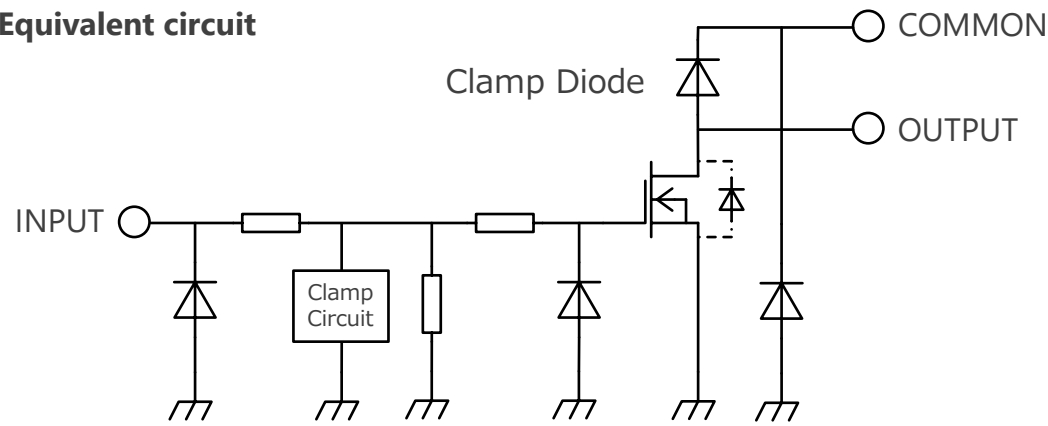 Equivalent circuit
COMMON
Clamp Diode
OUTPUT
INPUT
Clamp
Circuit